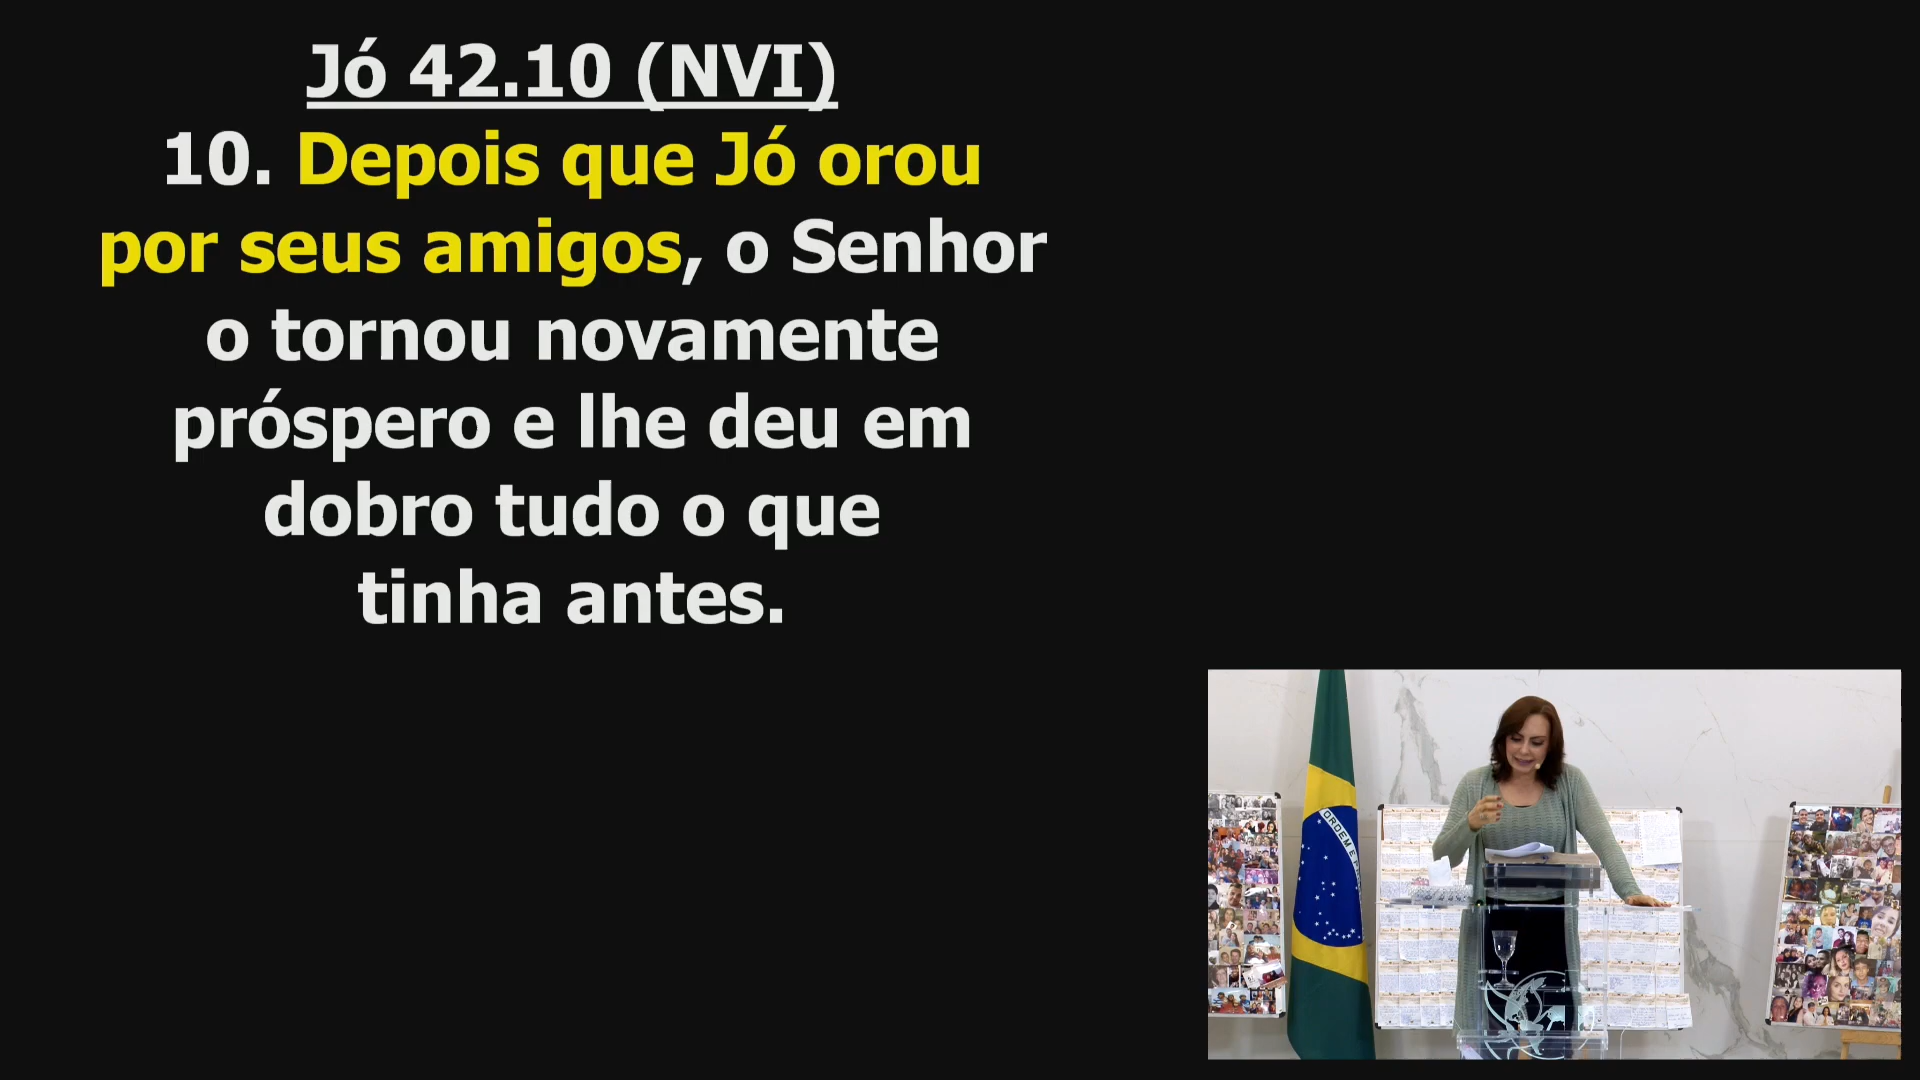 Jó 42.10 (NVI)
10. Depois que Jó orou
por seus amigos, o Senhor
o tornou novamente
próspero e lhe deu em
dobro tudo o que
tinha antes.
ORDEM E